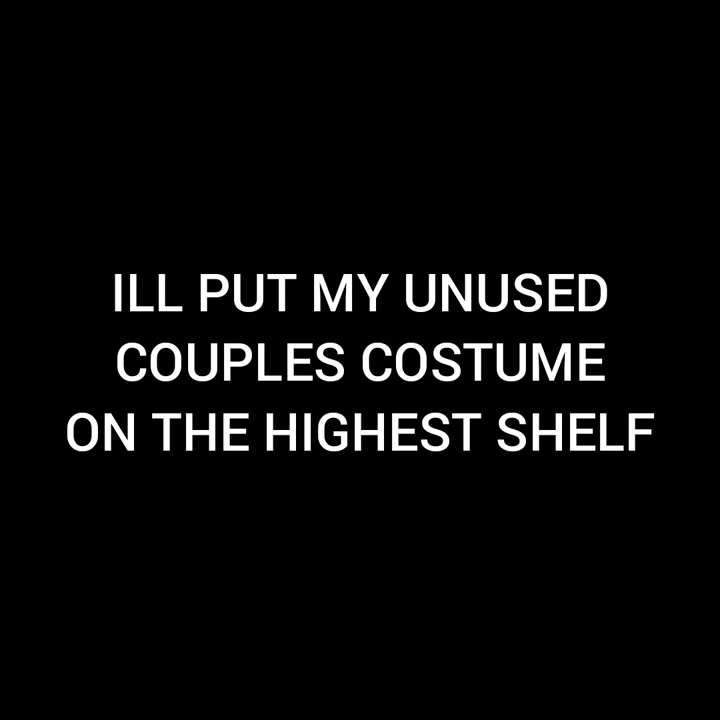 ILL PUT MY UNUSED
COUPLES COSTUME
ON THE HIGHEST SHELF